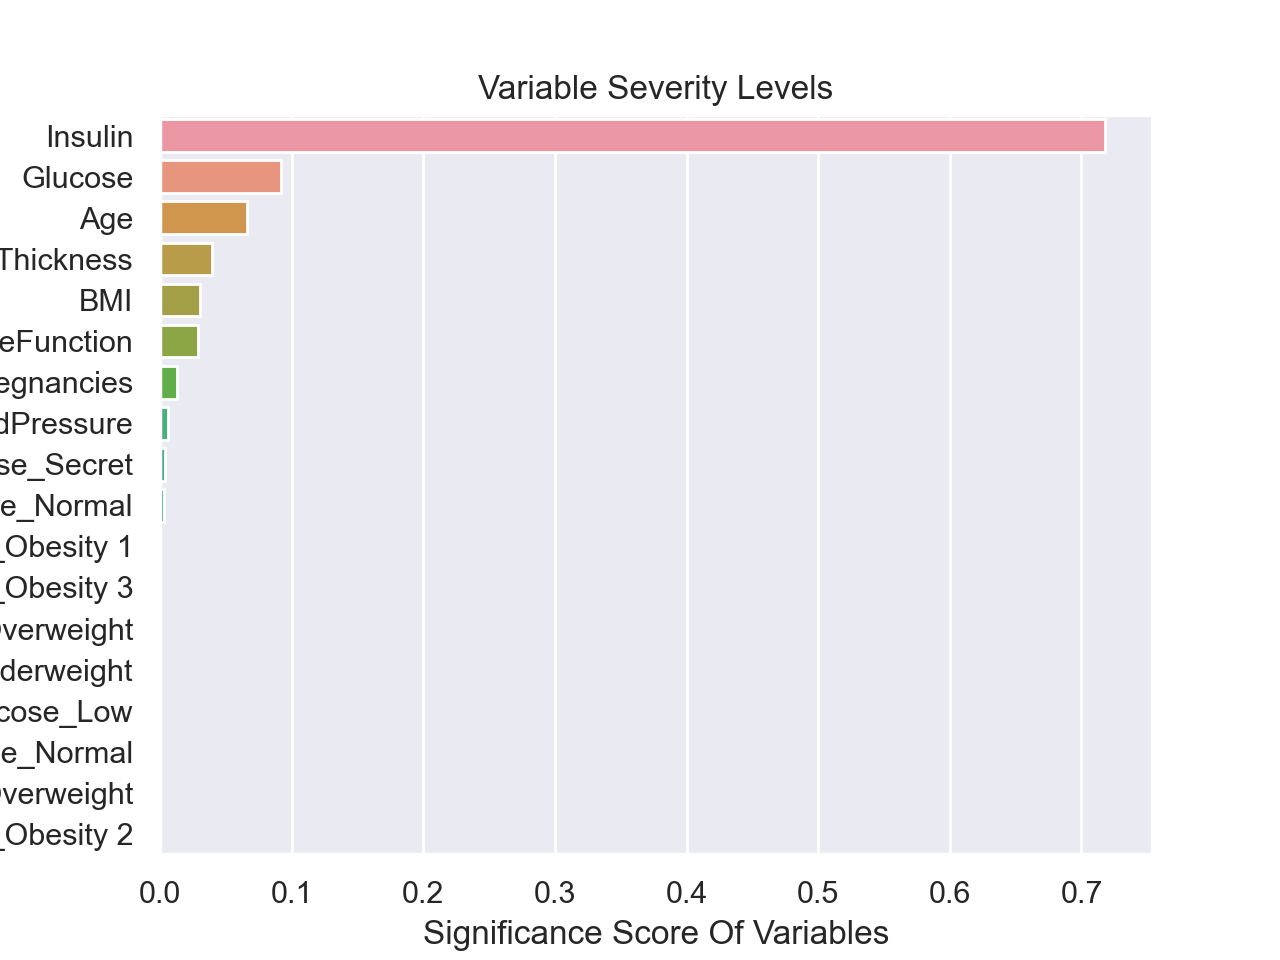 Variable Severity Levels
Insulin
Glucose
Age
Thickness
BMI
eFunction
egnancies
dPressure
se_Secret
e_Normal
_Obesity 1
_Obesity 3
Overweight
derweight
cose_Low
e_Normal
Overweight
_Obesity 2
0.0 0.1 0.2 0.3 0.4 0.5 0.6 0.7
Significance Score Of Variables